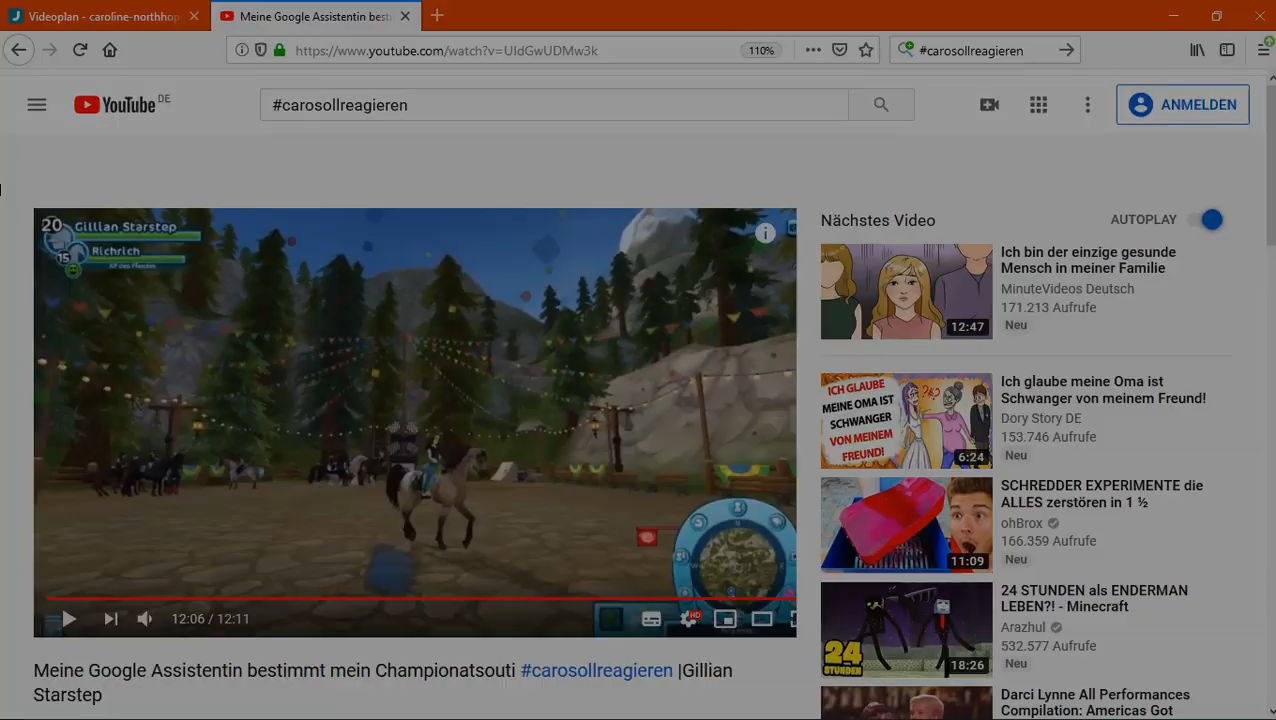 Videoplan - caroline-northhop
Meine Google Assistentin best
https://www.youtube.com/watch?v=UIdGwUDMw3k
110%
#carosollreagieren
YouTube DE
#carosollreagieren
ANMELDEN
20 Gillian Starstep
Richrich
15
12:06 / 12:11
HD
Meine Google Assistentin bestimmt mein Championatsouti #carosollreagieren |Gillian
Starstep
Nächstes Video
AUTOPLAY
12:47
Ich bin der einzige gesunde
Mensch in meiner Familie
MinuteVideos Deutsch
171.213 Aufrufe
Neu
ICH GLAUBE
MEINE OMA IST
SCHWANGER
VON MEINEM
FREUND!
6:24
Ich glaube meine Oma ist
Schwanger von meinem Freund!
Dory Story DE
153.746 Aufrufe
Neu
11:09
SCHREDDER EXPERIMENTE die
ALLES zerstören in 1 ½
ohBrox
166.359 Aufrufe
Neu
24
STUNDEN
18:26
24 STUNDEN als ENDERMAN
LEBEN?! - Minecraft
Arazhul
532.577 Aufrufe
Neu
Darci Lynne All Performances
Compilation: Americas Got